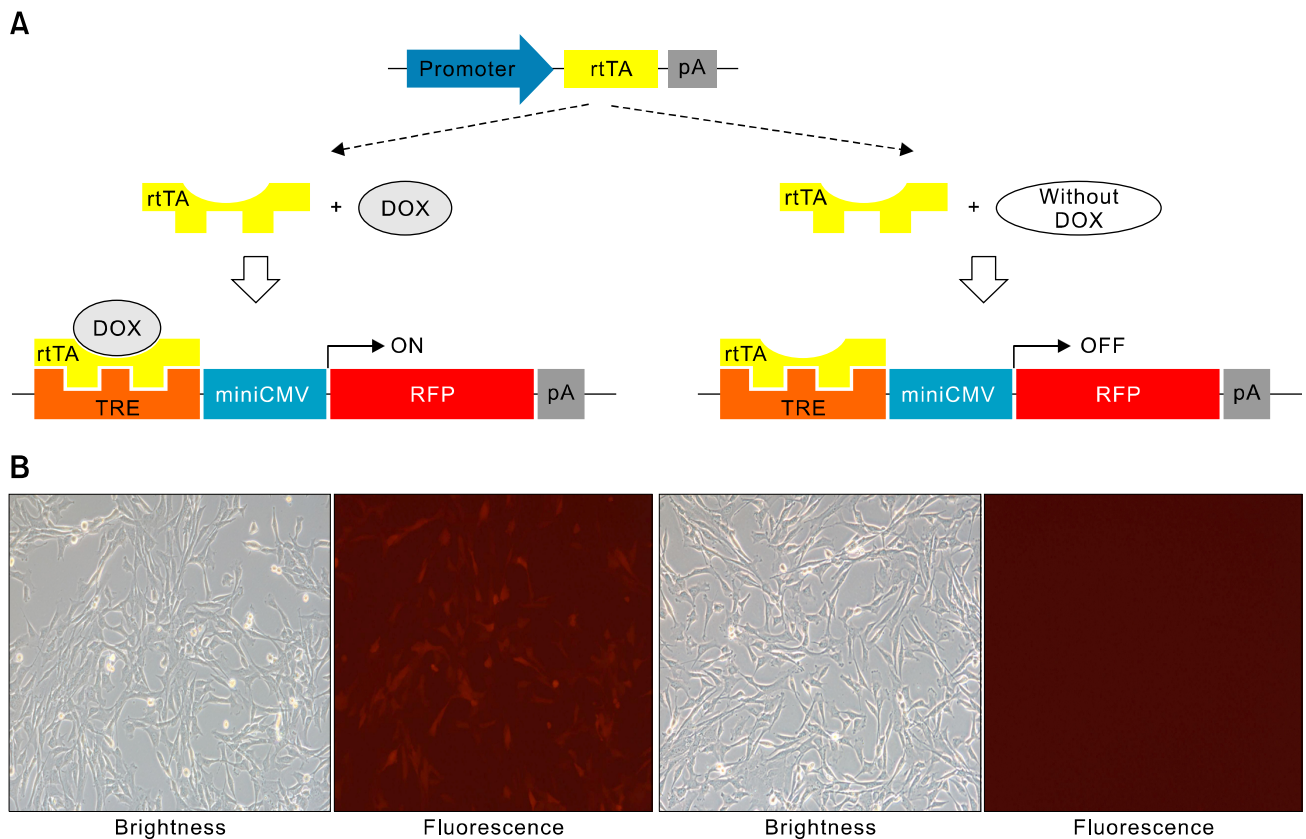 A
Promoter rtTA pA
rtTA + DOX
rtTA + Without
DOX
DOX
rtTA ON
TRE miniCMV RFP pA
rtTA OFF
TRE miniCMV RFP pA
B
Brightness Fluorescence Brightness Fluorescence